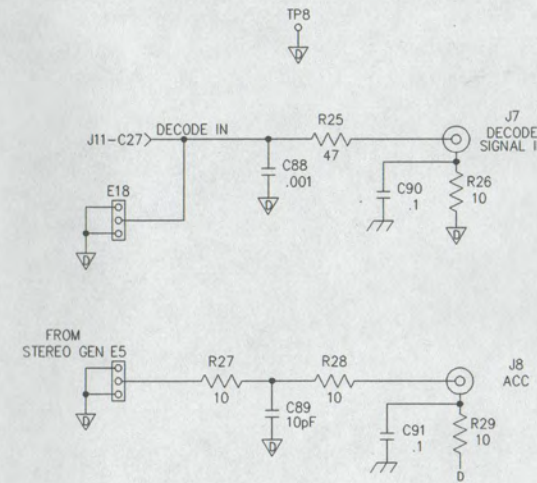 TP8
D
J11-C27
DECODE IN
R25
47
J7
DECODE
SIGNAL I
C88
.001
D
E18
D
C90
.1
R26
10
D
FROM
STEREO GEN E5
D
R27
10
C89
10pF
D
R28
10
J8
ACC
C91
.1
R29
10
D